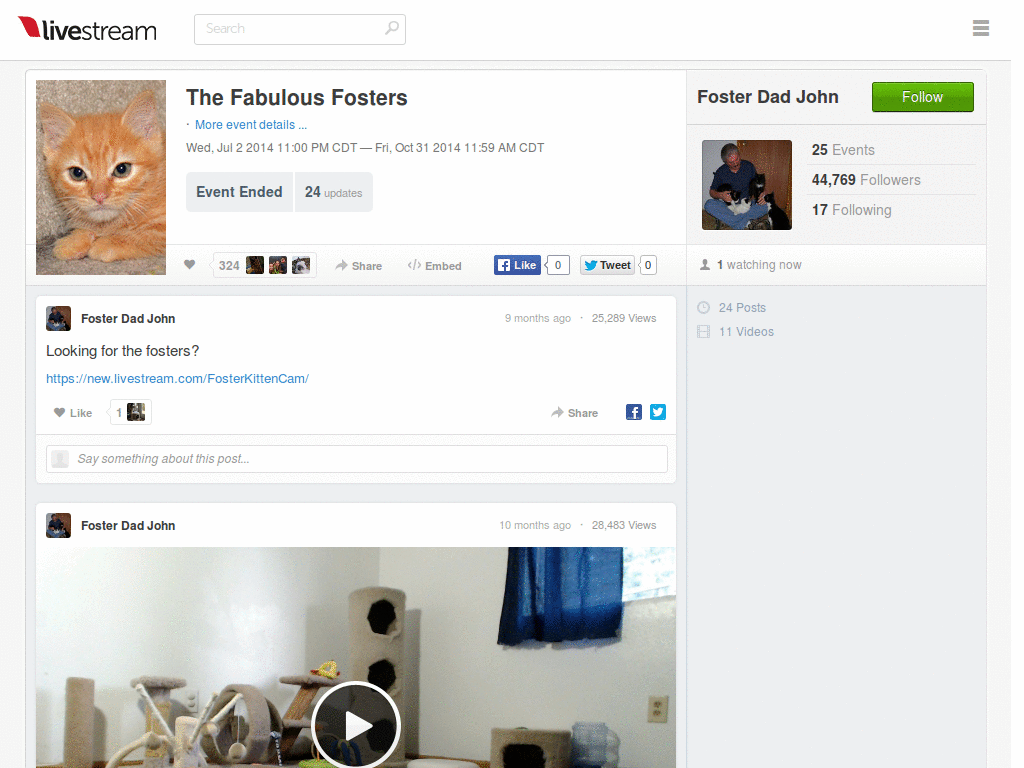 livestream
Search
The Fabulous Fosters
· More event details ...
Wed, Jul 2 2014 11:00 PM CDT — Fri, Oct 31 2014 11:59 AM CDT
Event Ended 24 updates
324 Share Embed Like 0 Tweet 0
Foster Dad John Follow
25 Events
44,769 Followers
17 Following
1 watching now
24 Posts
11 Videos
Foster Dad John 9 months ago · 25,289 Views
Looking for the fosters?
https://new.livestream.com/FosterKittenCam/
Like 1 Share
Say something about this post...
Foster Dad John 10 months ago · 28,483 Views